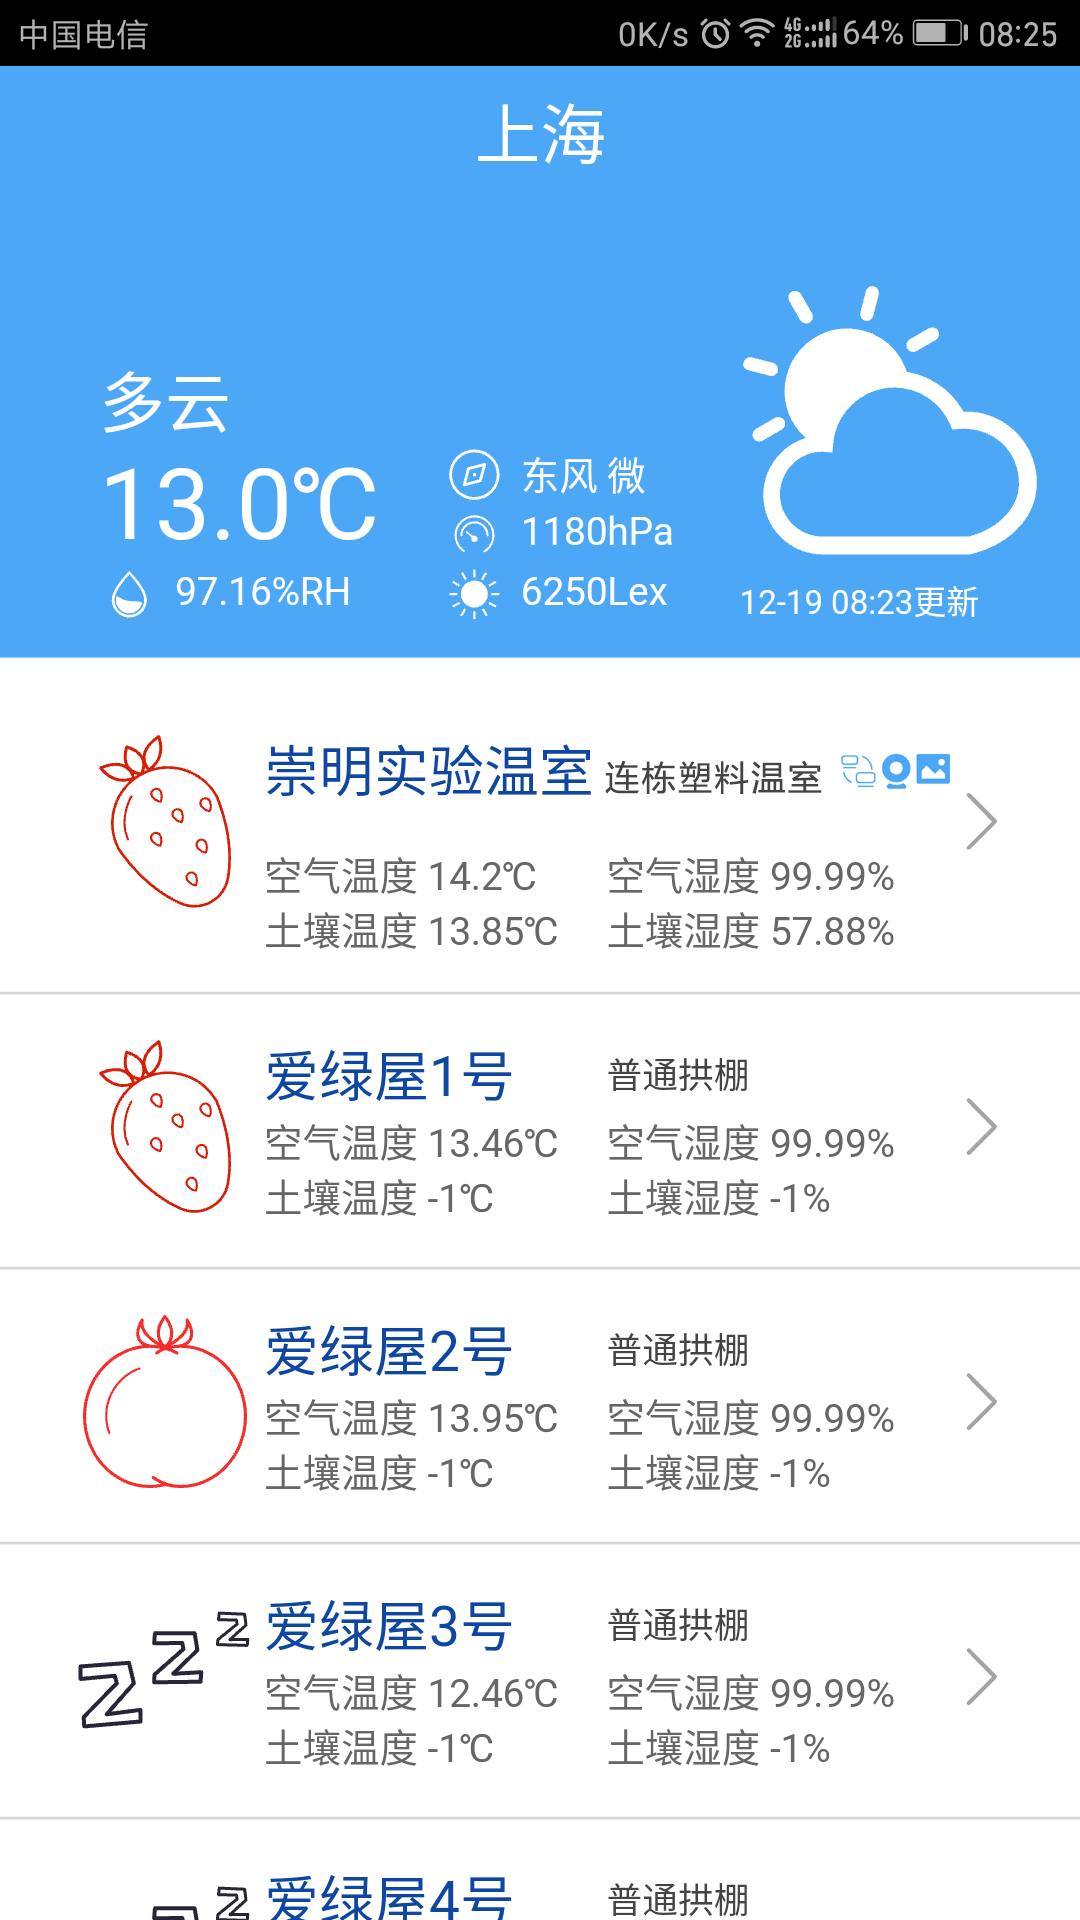 中国电信 0K/s 4G 2G 64% 08:25
上海
多云
13.0℃
东风 微
1180hPa
97.16%RH
6250Lex
12-19 08:23更新
崇明实验温室 连栋塑料温室
空气温度 14.2℃ 空气湿度 99.99%
土壤温度 13.85℃ 土壤湿度 57.88%
爱绿屋1号 普通拱棚
空气温度 13.46℃ 空气湿度 99.99%
土壤温度 -1℃ 土壤湿度 -1%
爱绿屋2号 普通拱棚
空气温度 13.95℃ 空气湿度 99.99%
土壤温度 -1℃ 土壤湿度 -1%
爱绿屋3号 普通拱棚
空气温度 12.46℃ 空气湿度 99.99%
土壤温度 -1℃ 土壤湿度 -1%
爱绿屋4号 普通拱棚